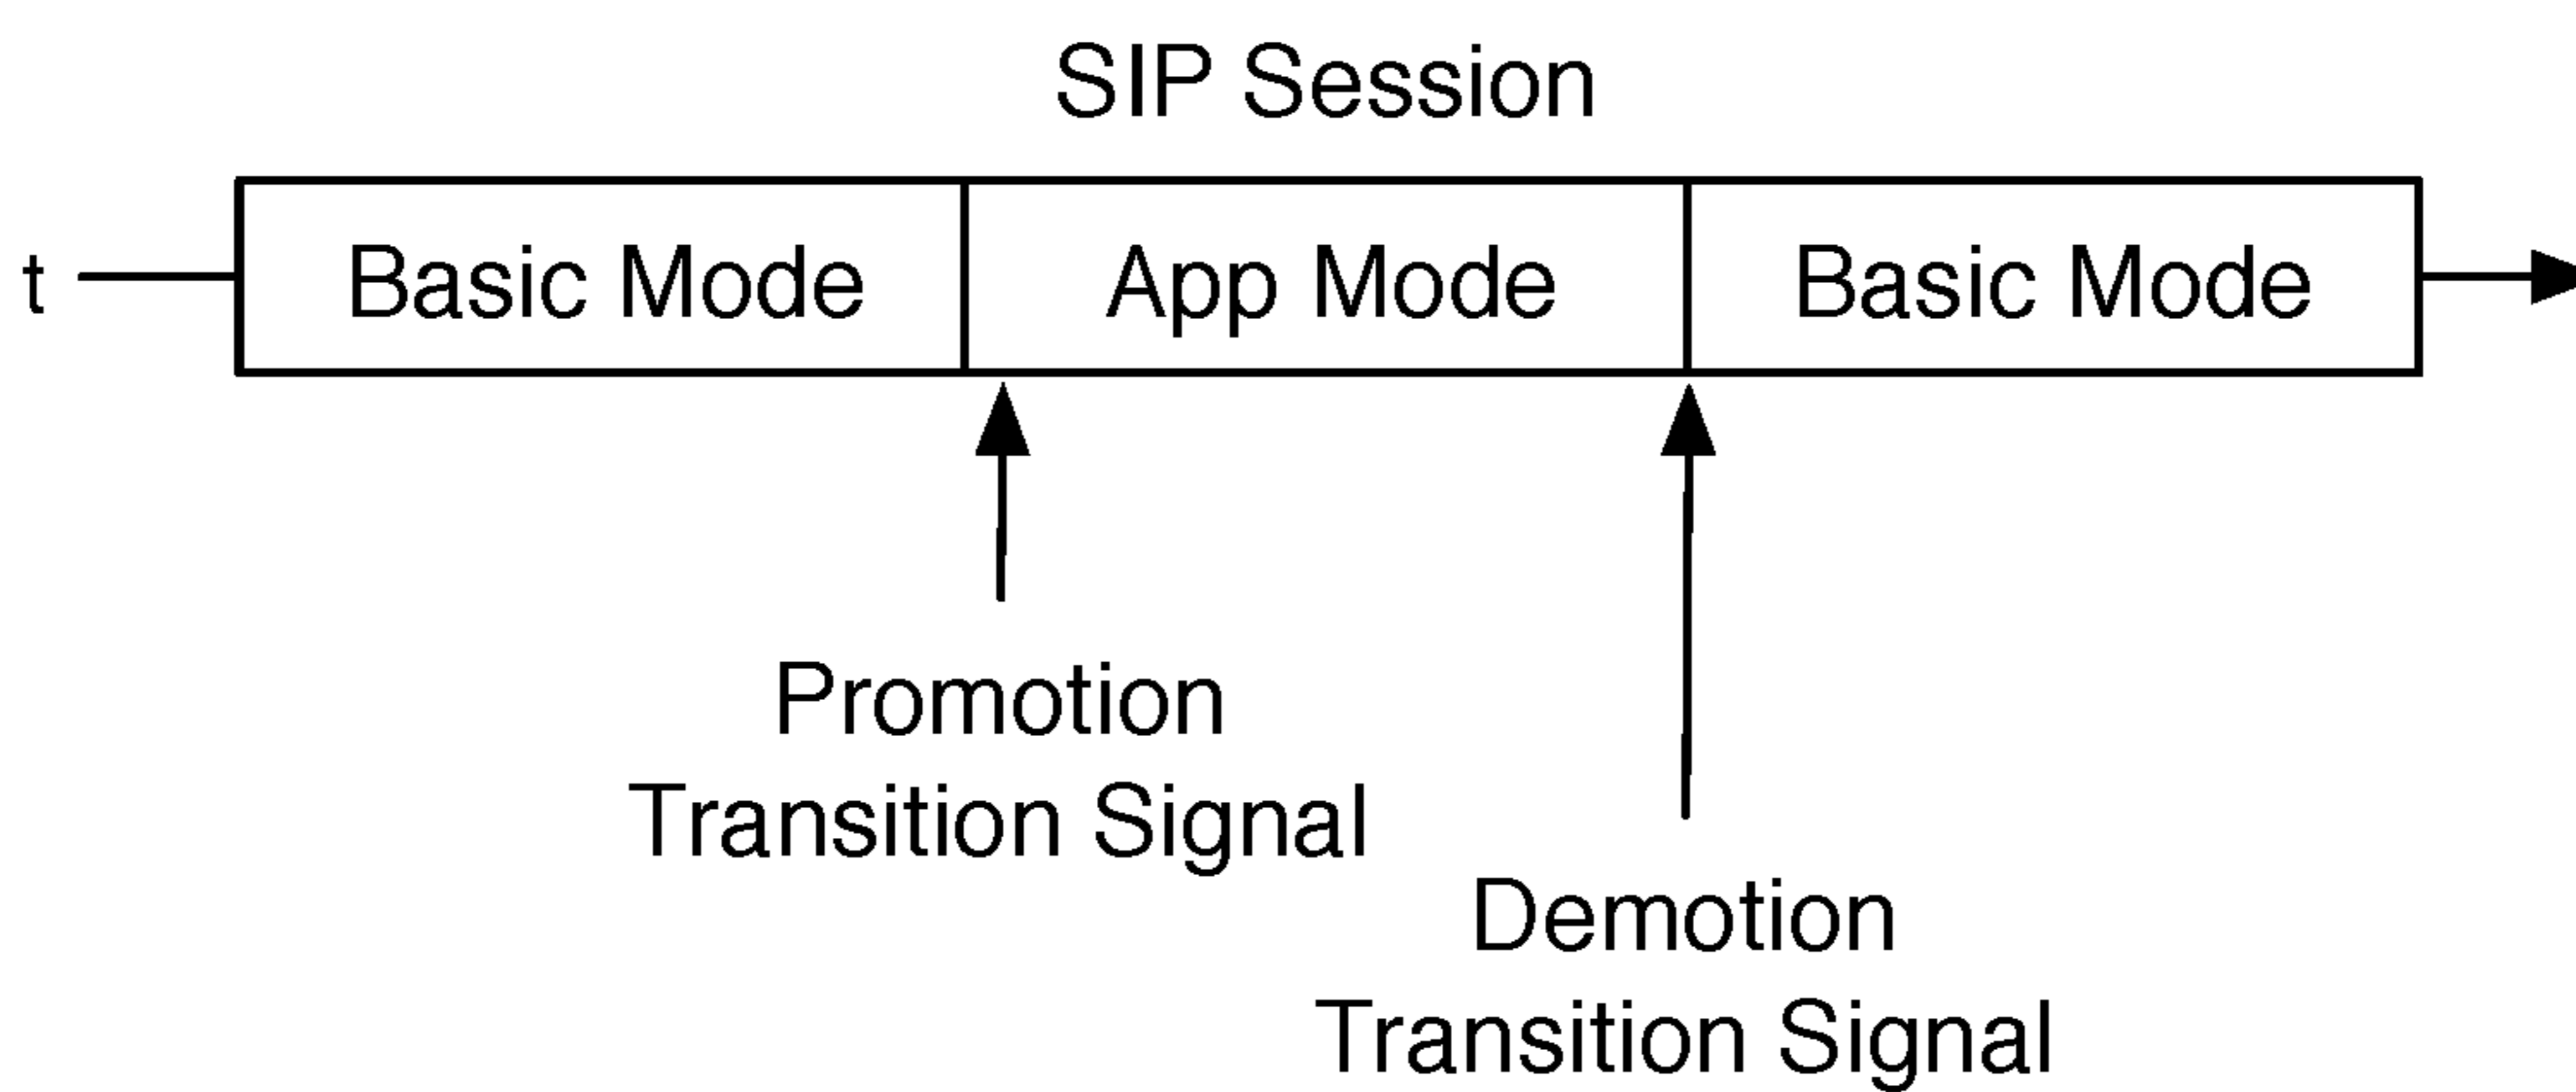 SIP Session
t
Basic Mode
App Mode
Basic Mode
Promotion
Transition Signal
Demotion
Transition Signal